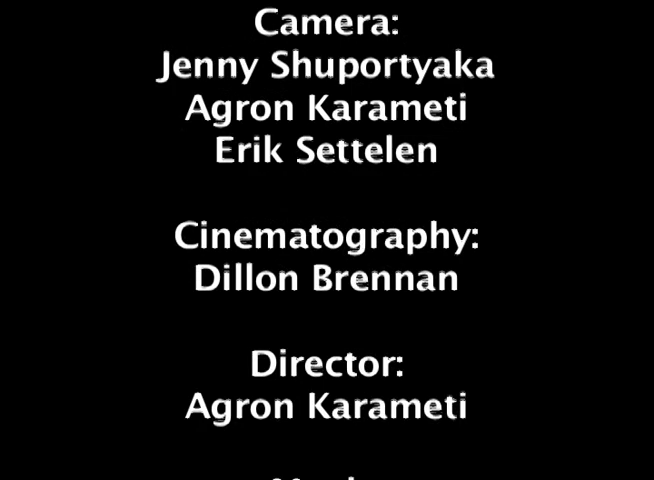 Camera:
Jenny Shuportyaka
Agron Karameti
Erik Settelen
Cinematography:
Dillon Brennan
Director:
Agron Karameti